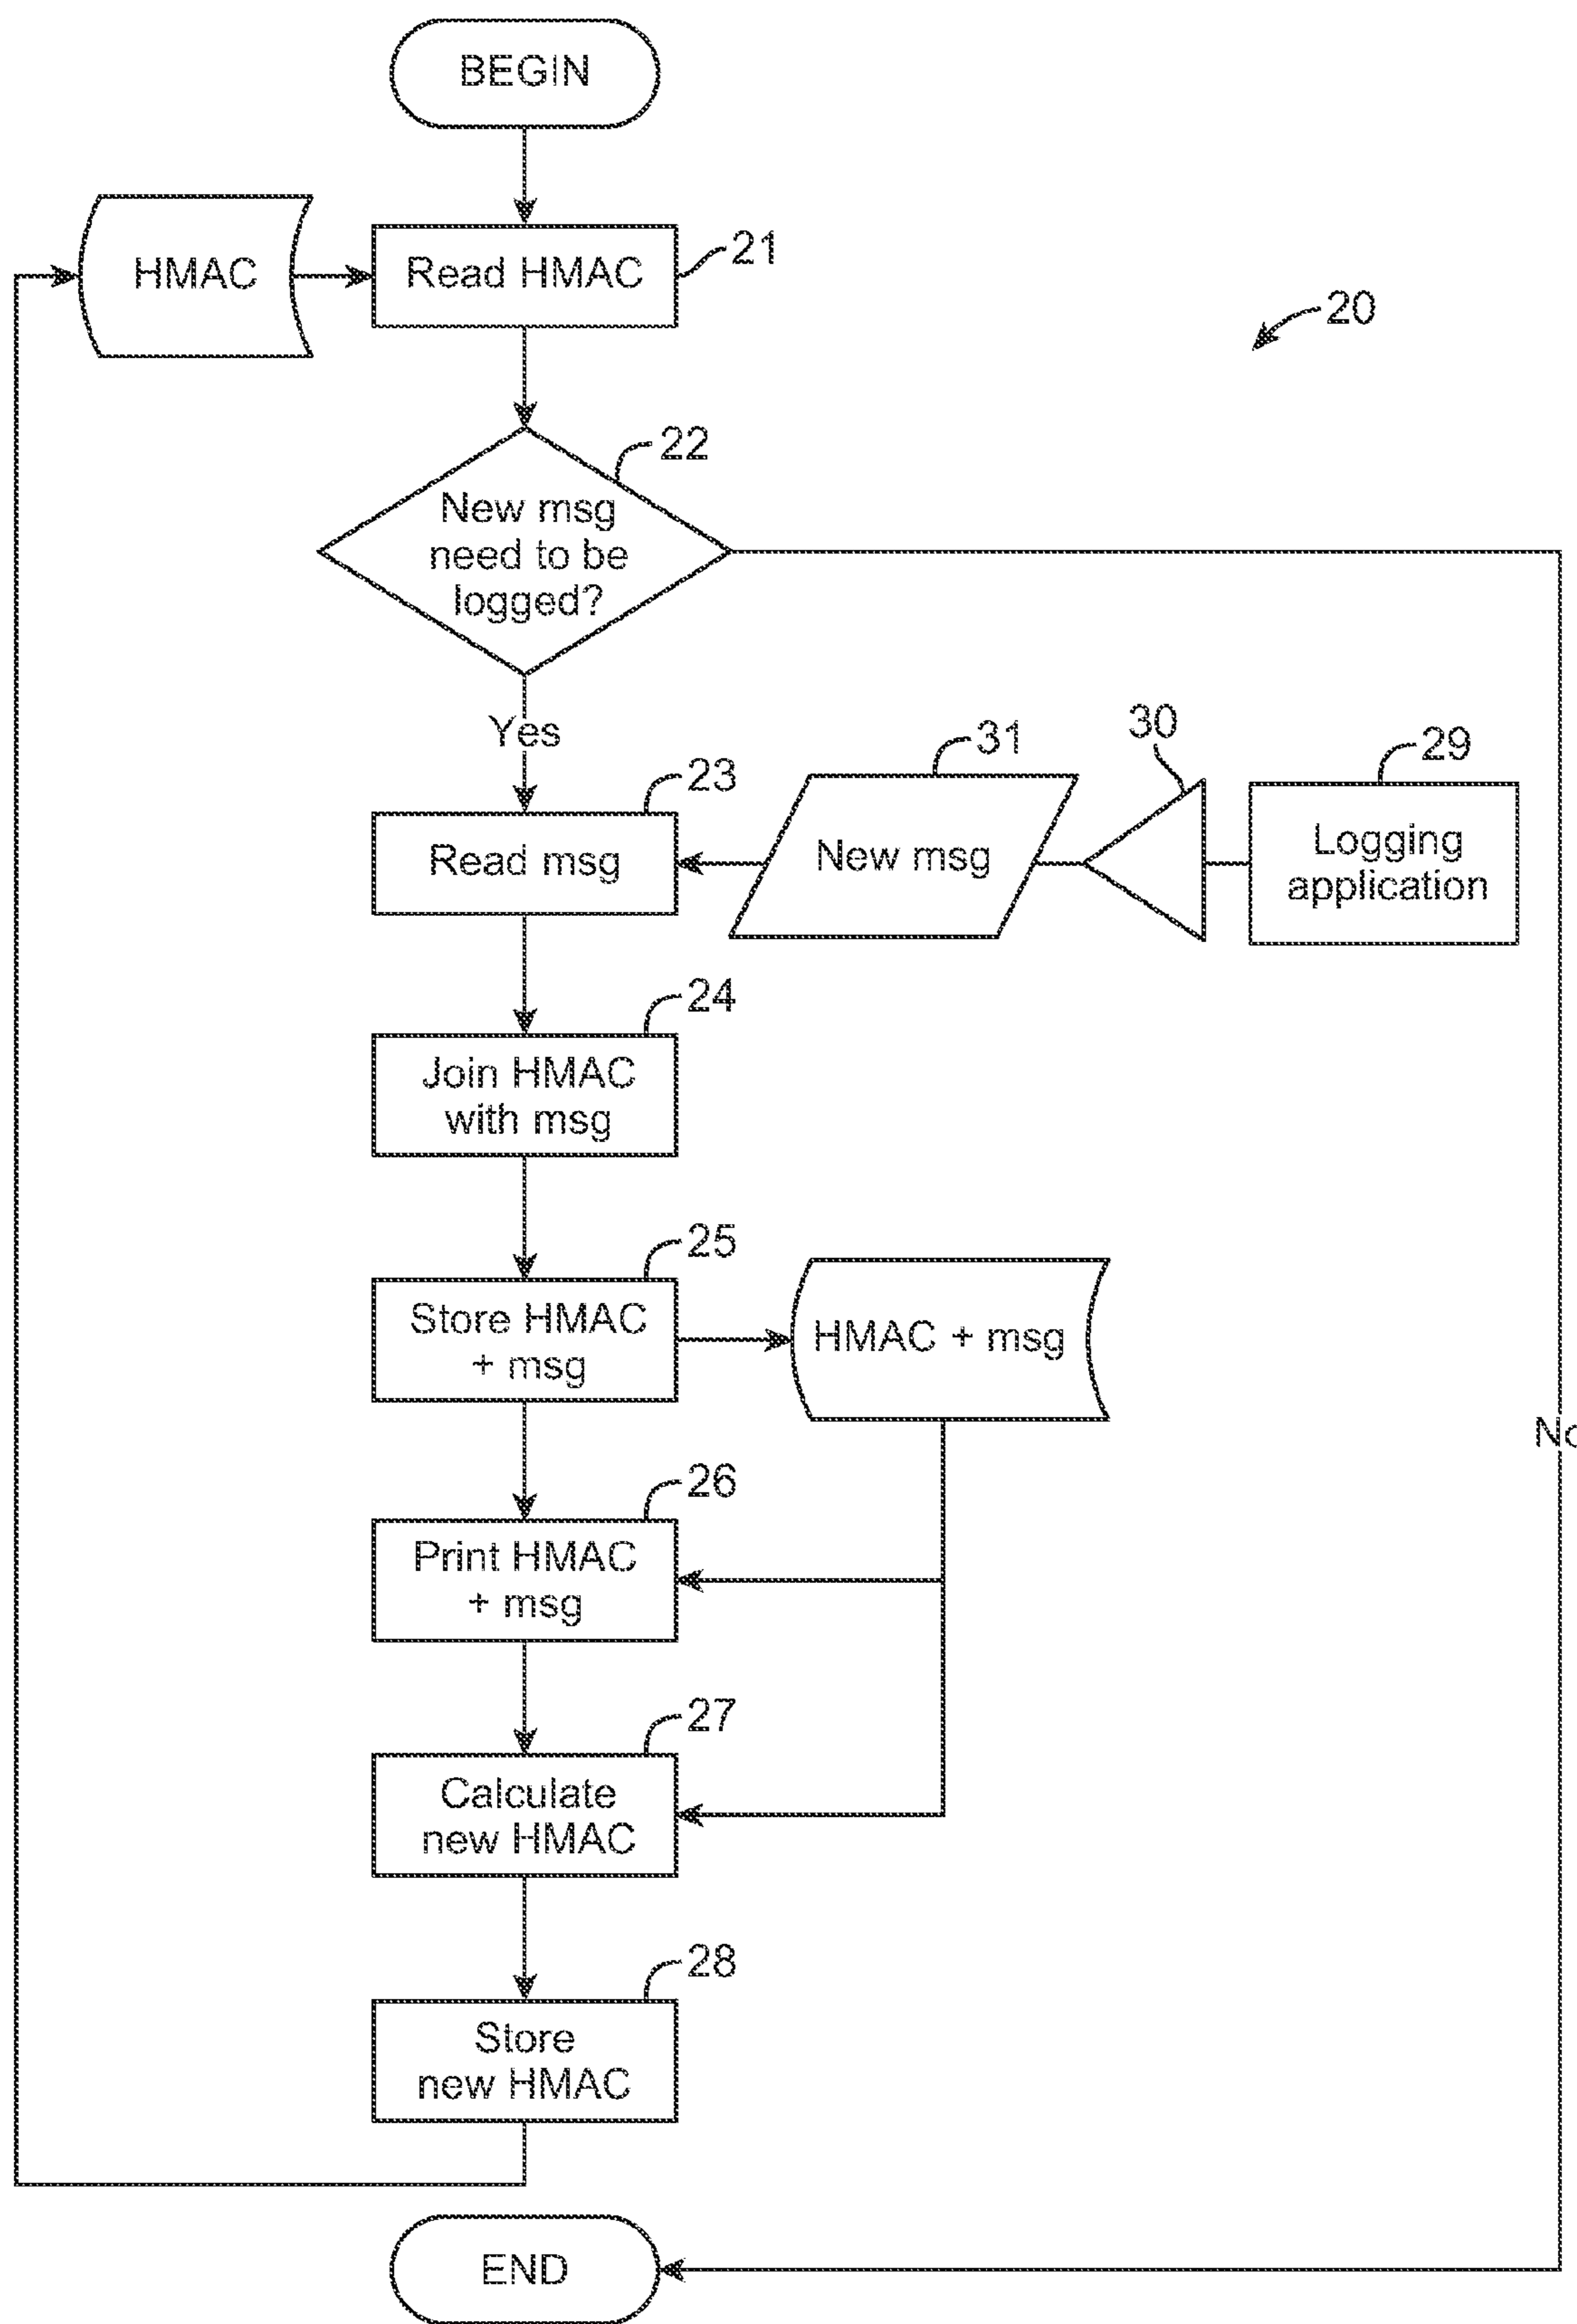 BEGIN
HMAC
Read HMAC
21
20
22
New msg
need to be
logged?
Yes
23
Read msg
31
New msg
30
29
Logging
application
24
Join HMAC
with msg
25
Store HMAC
+ msg
HMAC + msg
No
26
Print HMAC
+ msg
27
Calculate
new HMAC
28
Store
new HMAC
END